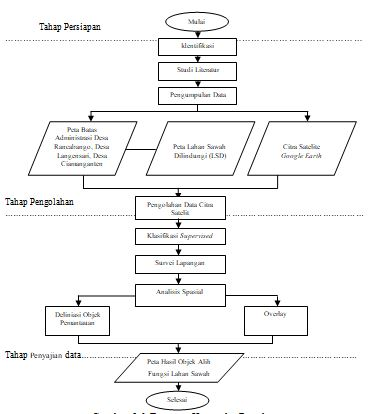 Tahap Persiapan
Mulai
Identifikasi
Studi Literatur
Pengumpulan Data
Peta Batas
Administrasi Desa
Rancabango, Desa
Langensari, Desa
Cimanganten
Peta Lahan Sawah
Dilindungi (LSD)
Citra Satelite
Google Earth
Tahap Pengolahan
Pengolahan Data Citra
Satelit
Klasifikasi Supervized
Survei Lapangan
Analisis Spasial
Deliniasi Objek
Pemantauan
Overlay
Tahap Penyajian data
Peta Hasil Objek Alih
Fungsi Lahan Sawah
Selesai